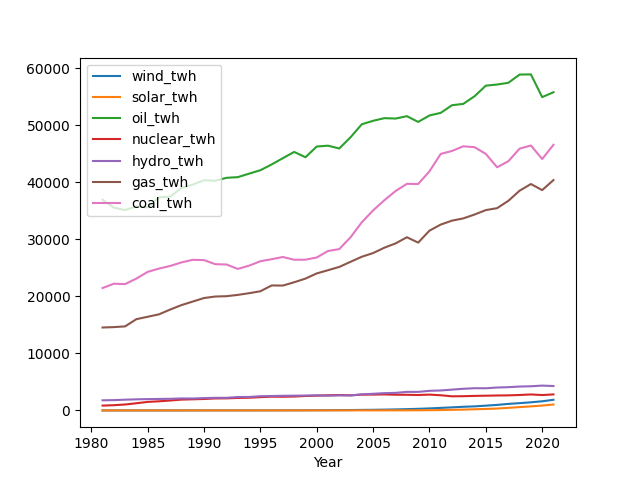 60000
50000
40000
30000
20000
10000
0
wind_twh
solar_twh
oil_twh
nuclear_twh
hydro_twh
gas_twh
coal_twh
1980 1985 1990 1995 2000 2005 2010 2015 2020
Year